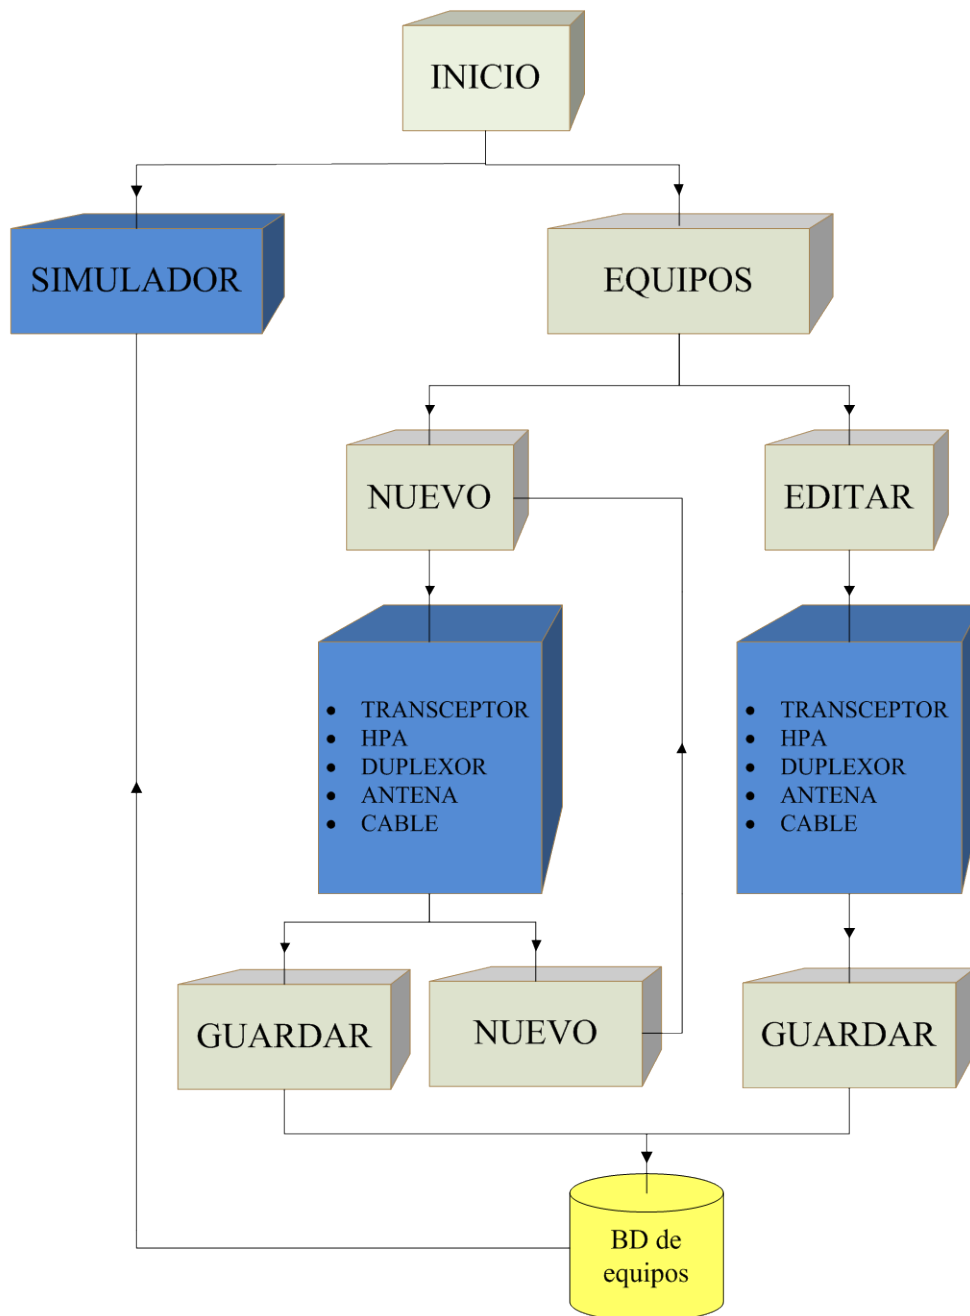 INICIO
SIMULADOR
EQUIPOS
NUEVO
EDITAR
• TRANSCEPTOR
• HPA
• DUPLEXOR
• ANTENA
• CABLE
• TRANSCEPTOR
• HPA
• DUPLEXOR
• ANTENA
• CABLE
GUARDAR
NUEVO
GUARDAR
BD de
equipos